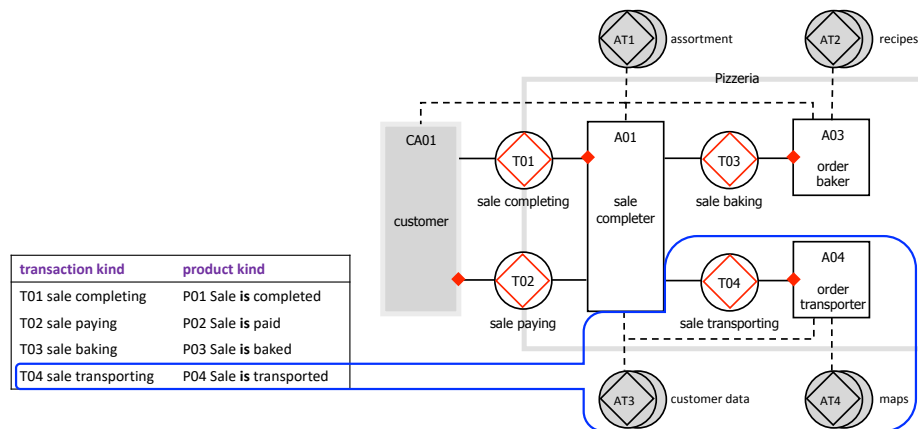 AT1 assortment AT2 recipes
Pizzeria
CA01 A01 A03
T01 T03 order
baker
sale completing sale sale baking
completer
customer
A04
transaction kind product kind
T02 T04 order
transporter
T01 sale completing P01 Sale is completed
sale paying sale transporting
T02 sale paying P02 Sale is paid
T03 sale baking P03 Sale is baked
T04 sale transporting P04 Sale is transported
AT3 customer data AT4 maps